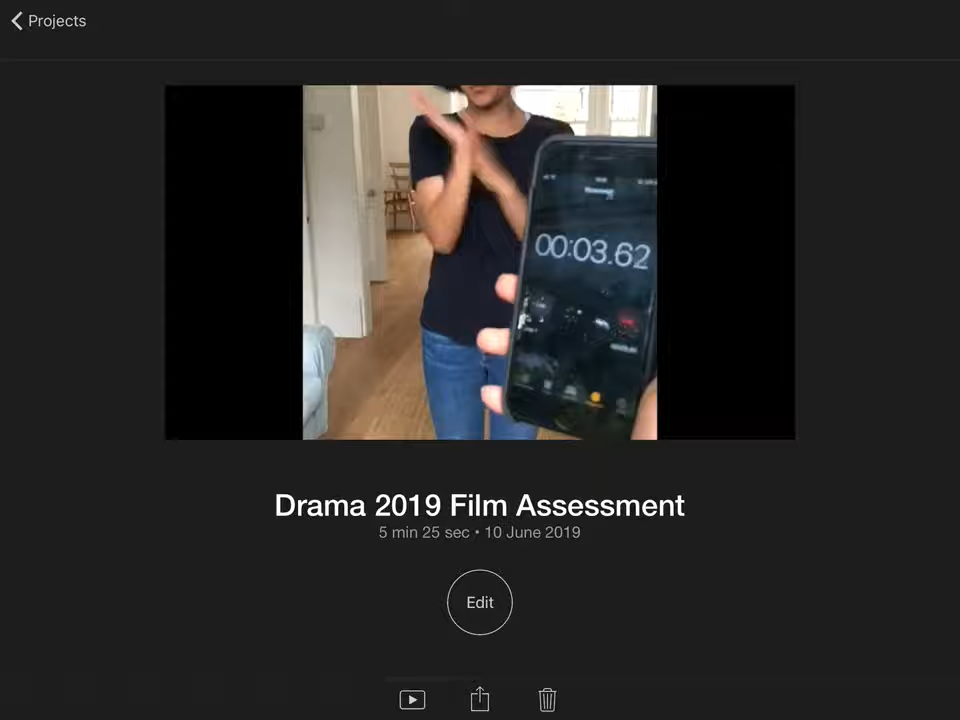 Projects
00:03.62
Drama 2019 Film Assessment
5 min 25 sec • 10 June 2019
Edit